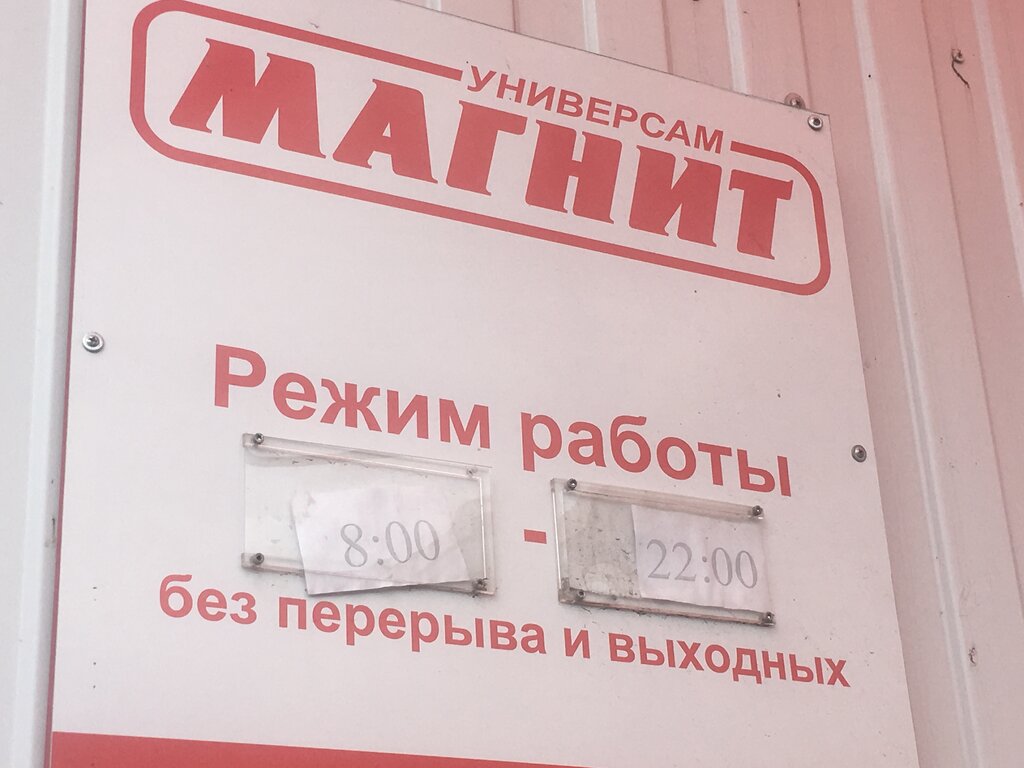 УНИВЕРСАМ
МАГНИТ
Режим работы
8:00 - 22:00
без перерыва и выходных